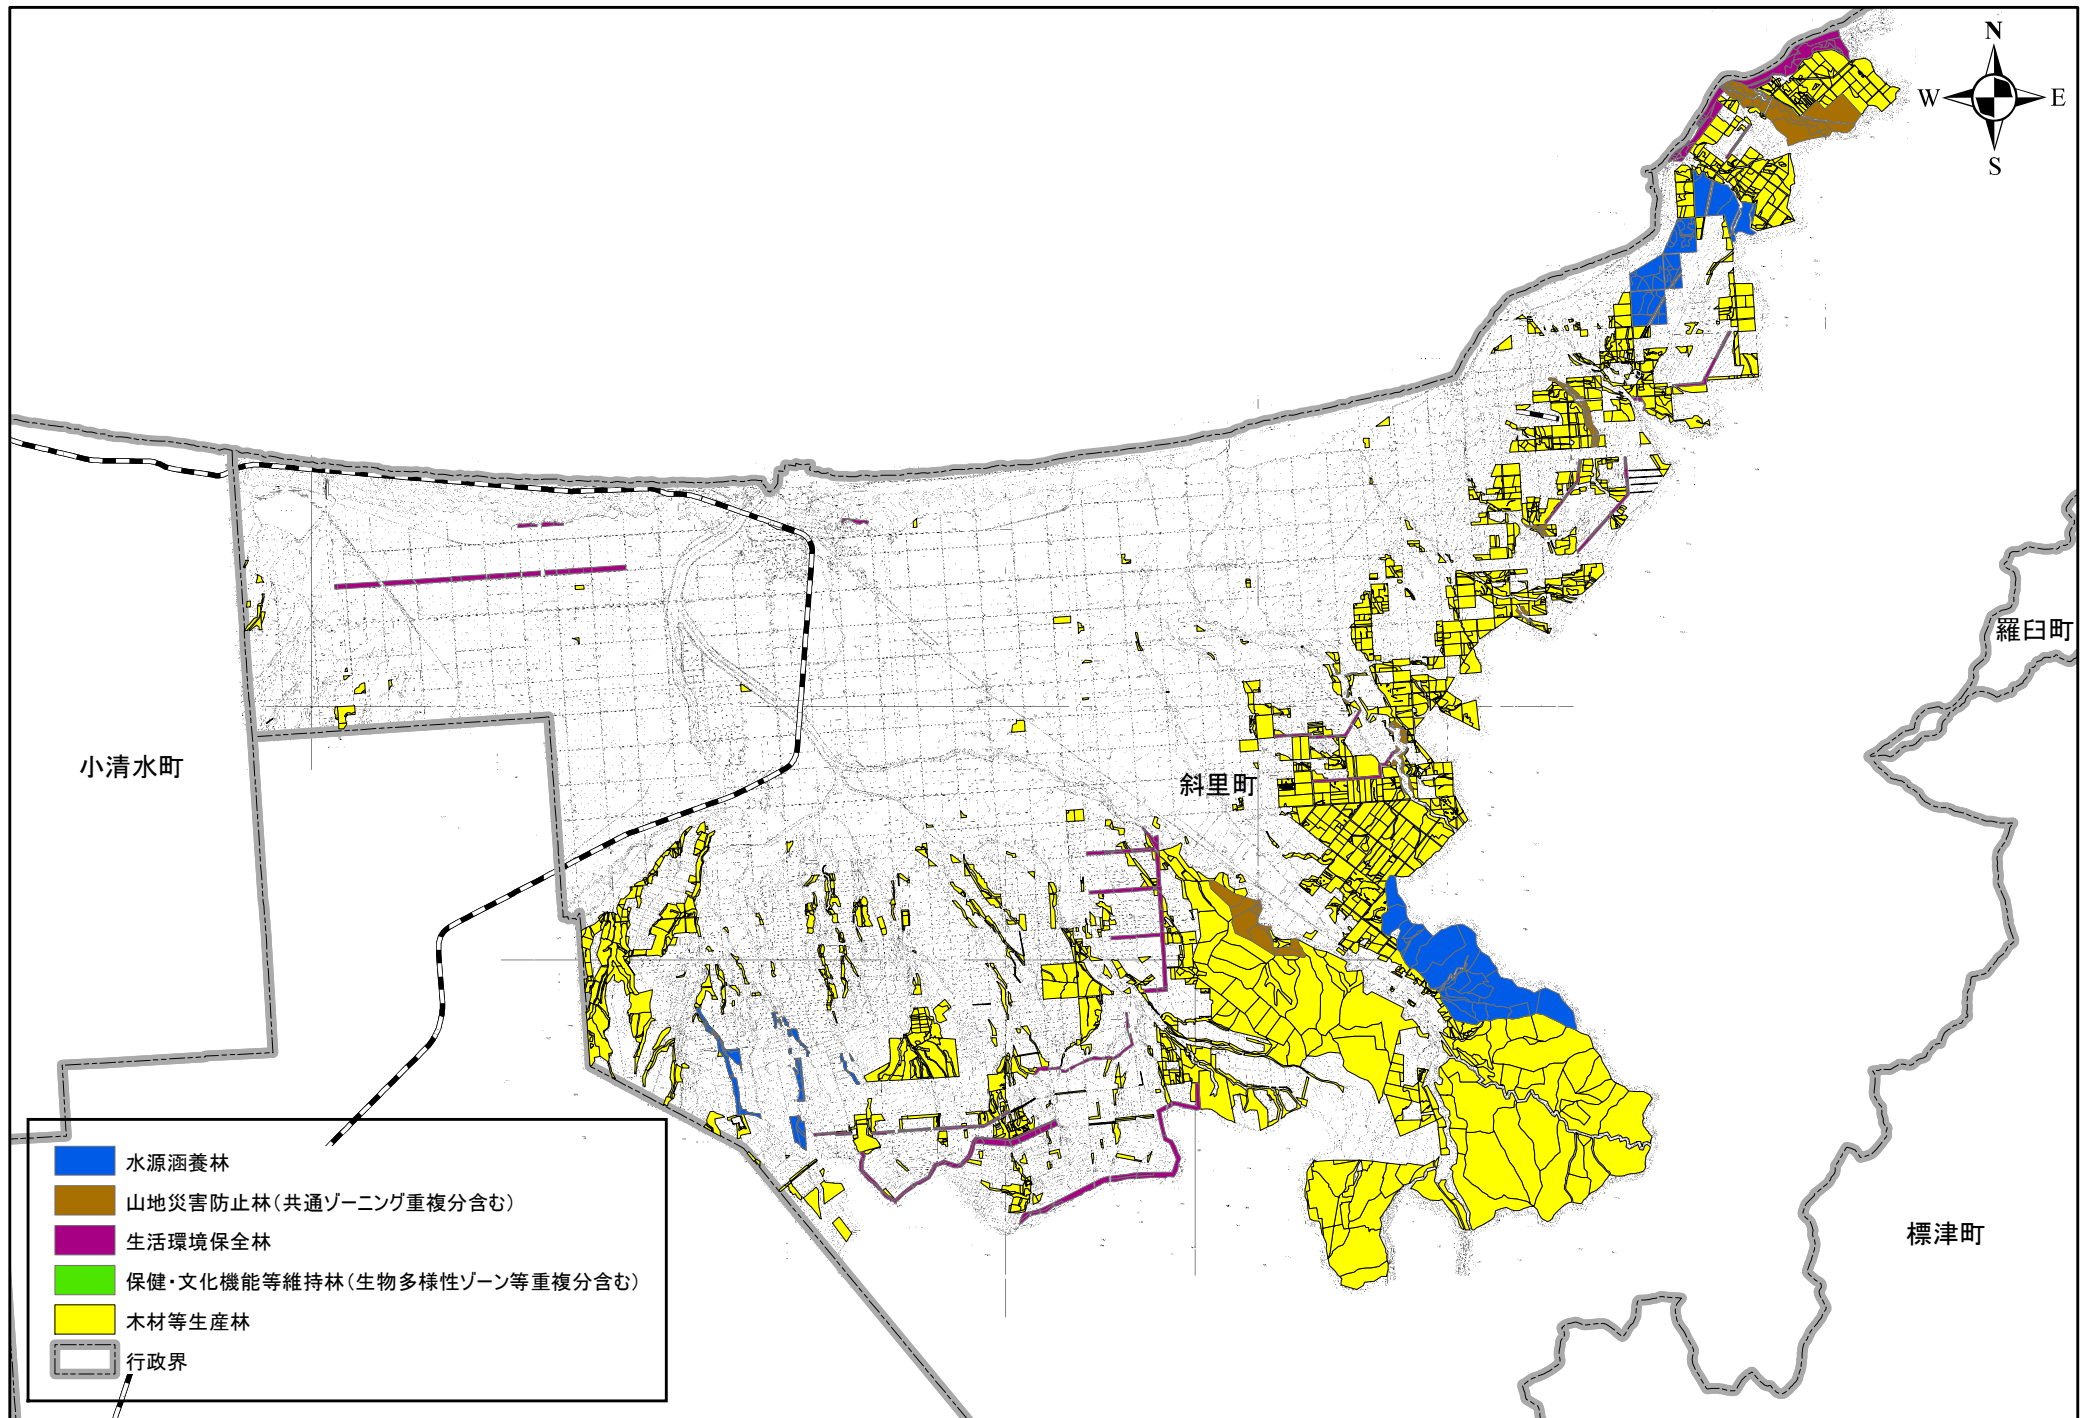 N
W E
S
羅臼町
小清水町
斜里町
標津町
水源涵養林
山地災害防止林(共通ゾーニング重複分含む)
生活環境保全林
保健・文化機能等維持林(生物多様性ゾーン等重複分含む)
木材等生産林
行政界